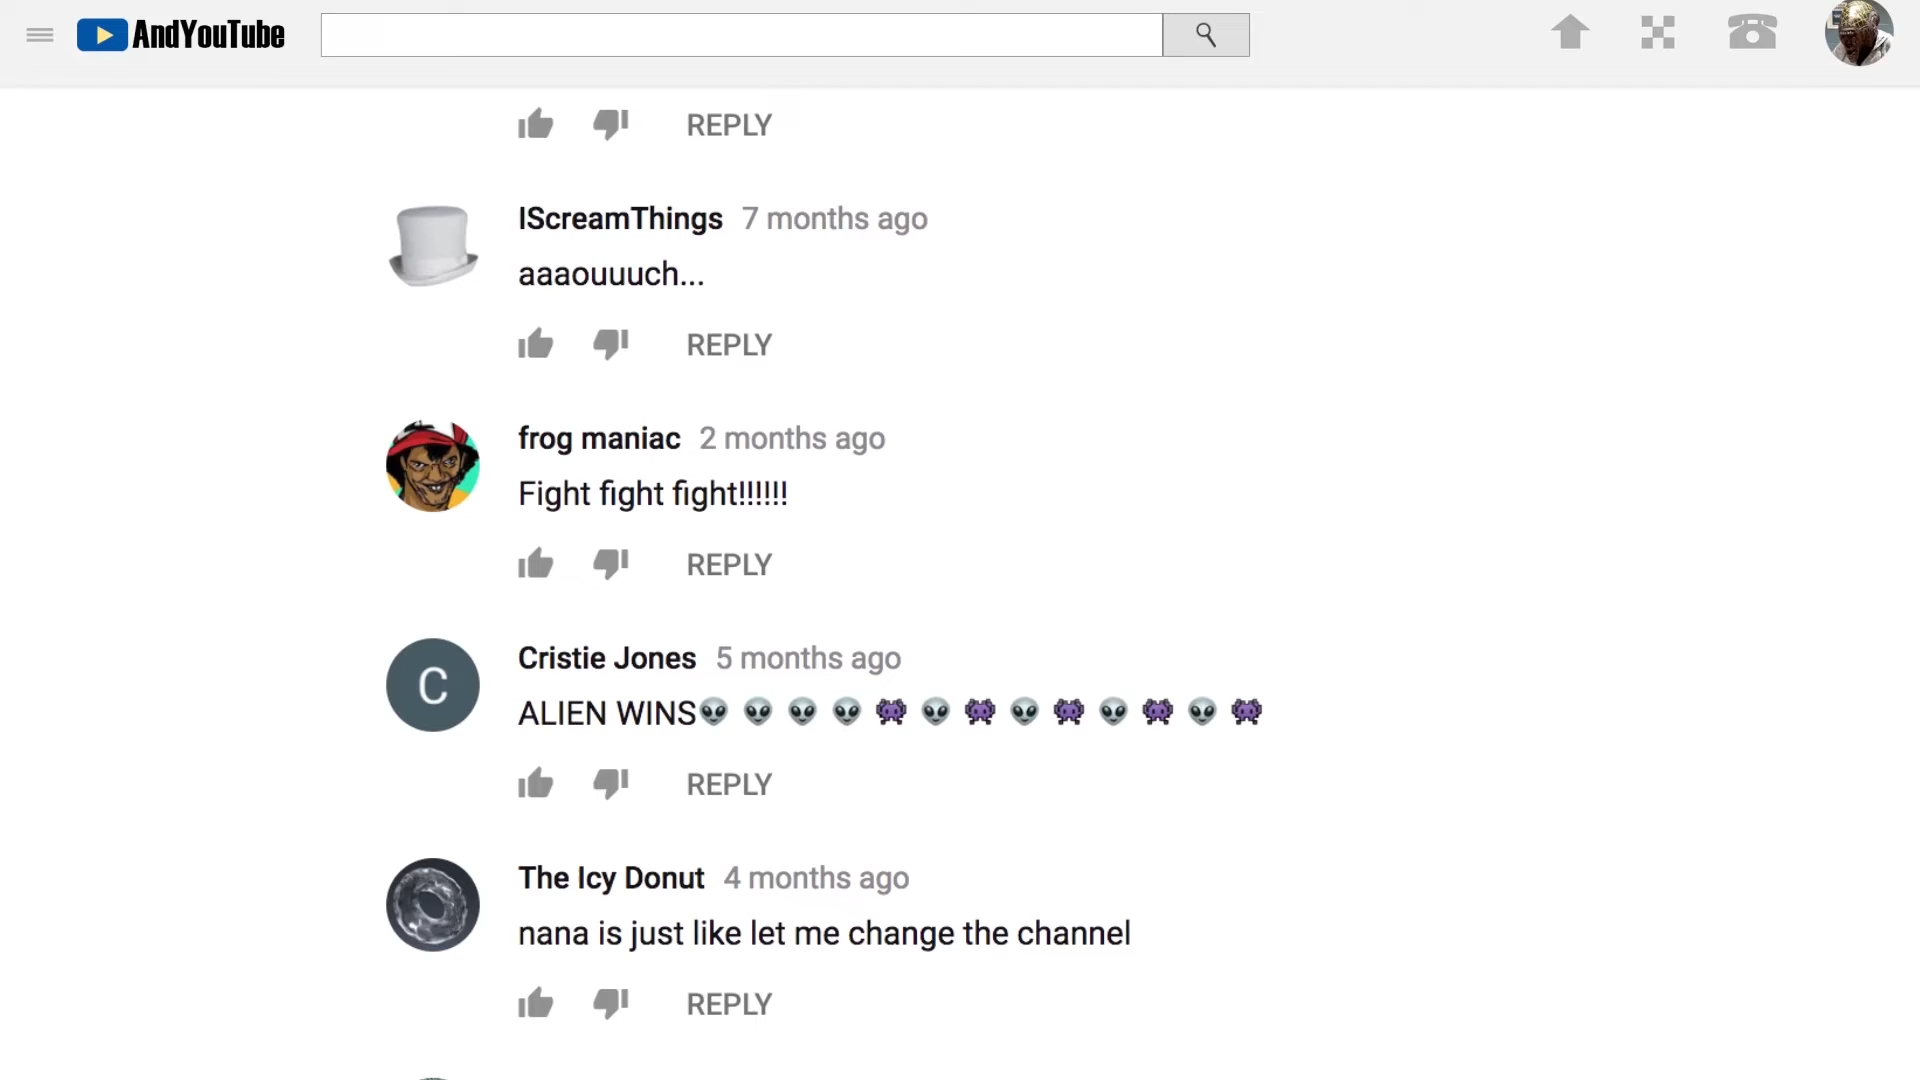 AndYouTube
REPLY
IScreamThings 7 months ago
aaaouuuch...
REPLY
frog maniac 2 months ago
Fight fight fight!!!!!!
REPLY
C
Cristie Jones 5 months ago
ALIEN WINS👽 👽 👽 👽 👾 👽 👾 👽 👾 👽 👾 👽 👾
REPLY
The Icy Donut 4 months ago
nana is just like let me change the channel
REPLY